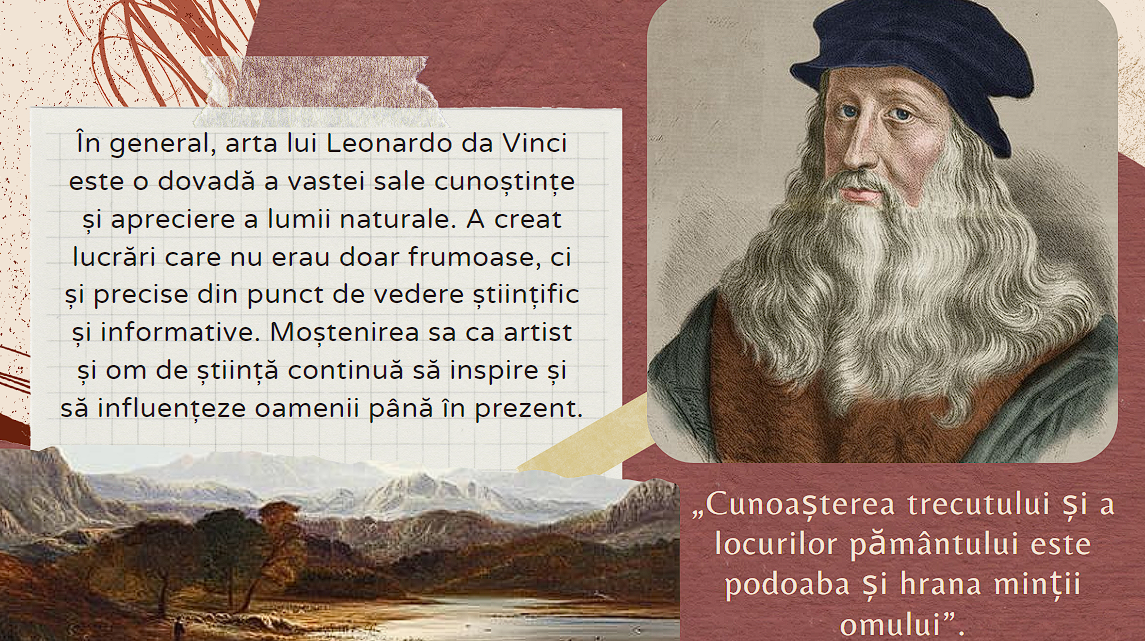 În general, arta lui Leonardo da Vinci
este o dovadă a vastei sale cunoștințe
și apreciere a lumii naturale. A creat
lucrări care nu erau doar frumoase, ci
și precise din punct de vedere științific
și informative. Moștenirea sa ca artist
și om de știință continuă să inspire și
să influențeze oamenii până în prezent.
„Cunoașterea trecutului și a
locurilor pământului este
podoaba și hrana minții
omului”.